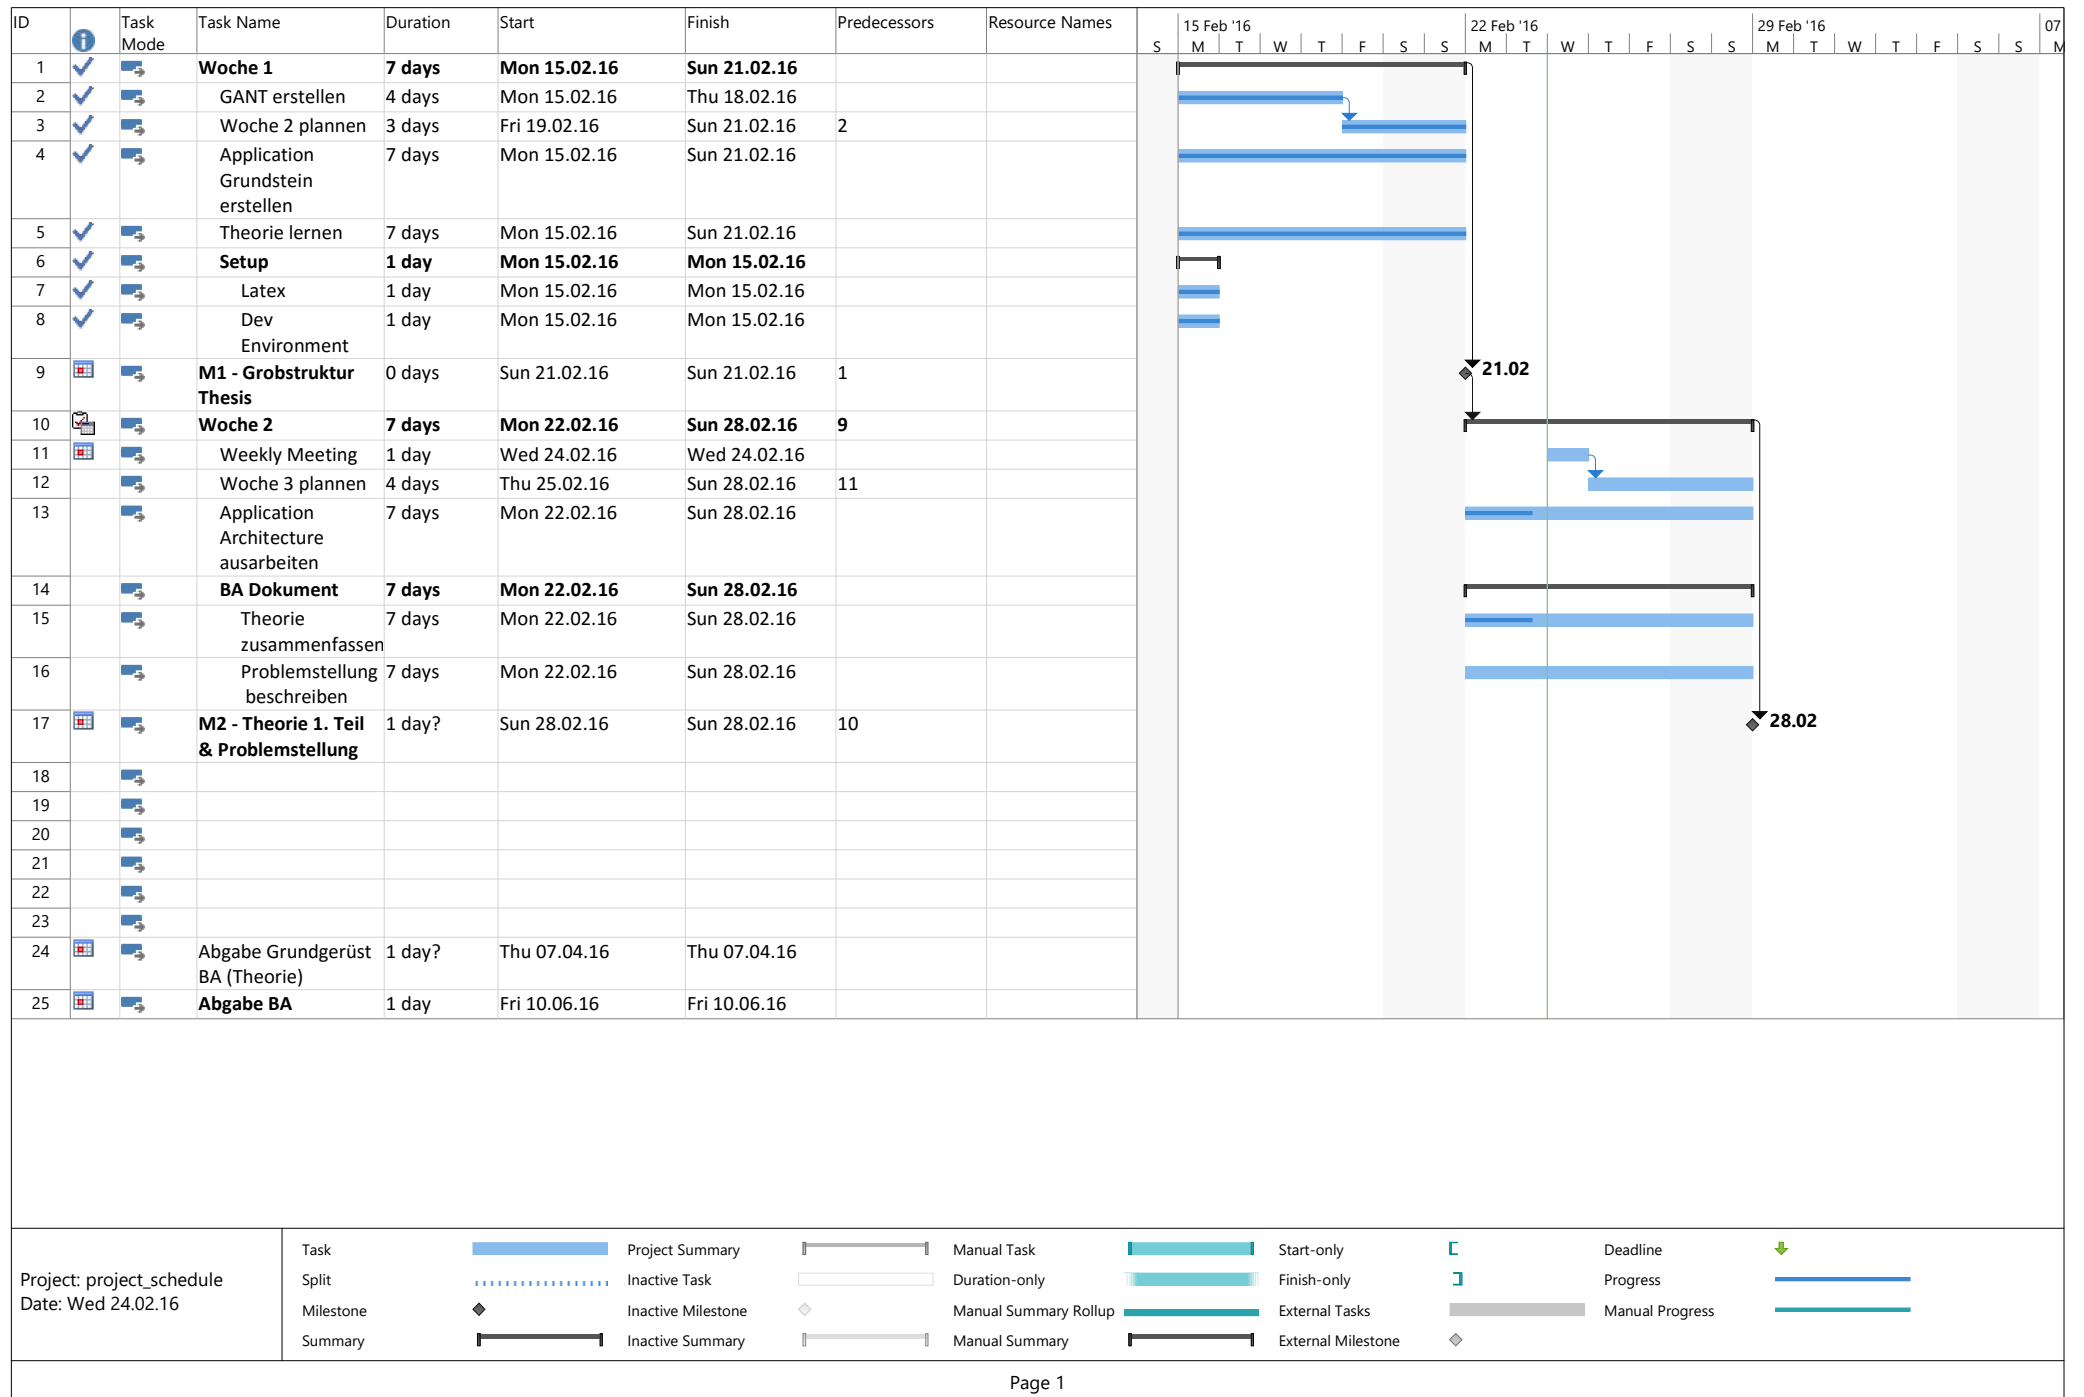 ID Task Mode Task Name Duration Start Finish Predecessors Resource Names
15 Feb '16 22 Feb '16 29 Feb '16 07
S M T W T F S S M T W T F S S M T W T F S S M
1 Woche 1 7 days Mon 15.02.16 Sun 21.02.16
2 GANT erstellen 4 days Mon 15.02.16 Thu 18.02.16
3 Woche 2 plannen 3 days Fri 19.02.16 Sun 21.02.16 2
4 Application Grundstein erstellen 7 days Mon 15.02.16 Sun 21.02.16
5 Theorie lernen 7 days Mon 15.02.16 Sun 21.02.16
6 Setup 1 day Mon 15.02.16 Mon 15.02.16
7 Latex 1 day Mon 15.02.16 Mon 15.02.16
8 Dev Environment 1 day Mon 15.02.16 Mon 15.02.16
9 M1 - Grobstruktur Thesis 0 days Sun 21.02.16 Sun 21.02.16 1 21.02
10 Woche 2 7 days Mon 22.02.16 Sun 28.02.16 9
11 Weekly Meeting 1 day Wed 24.02.16 Wed 24.02.16
12 Woche 3 plannen 4 days Thu 25.02.16 Sun 28.02.16 11
13 Application Architecture ausarbeiten 7 days Mon 22.02.16 Sun 28.02.16
14 BA Dokument 7 days Mon 22.02.16 Sun 28.02.16
15 Theorie zusammenfassen 7 days Mon 22.02.16 Sun 28.02.16
16 Problemstellung beschreiben 7 days Mon 22.02.16 Sun 28.02.16
17 M2 - Theorie 1. Teil & Problemstellung 1 day? Sun 28.02.16 Sun 28.02.16 10 28.02
18
19
20
21
22
23
24 Abgabe Grundgerüst BA (Theorie) 1 day? Thu 07.04.16 Thu 07.04.16
25 Abgabe BA 1 day Fri 10.06.16 Fri 10.06.16
Project: project_schedule
Date: Wed 24.02.16
Task Project Summary Manual Task Start-only Deadline
Split Inactive Task Duration-only Finish-only Progress
Milestone Inactive Milestone Manual Summary Rollup External Tasks Manual Progress
Summary Inactive Summary Manual Summary External Milestone
Page 1